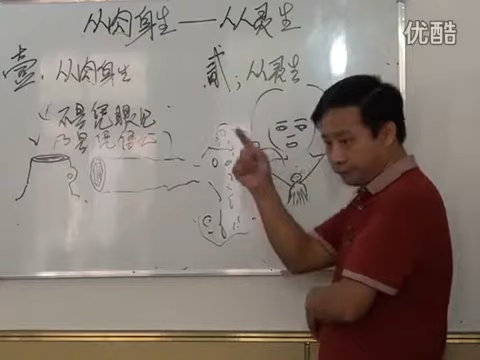 从肉身生——从灵生
优酷
壹、从肉身生
贰；从灵生
不是凭眼见
乃是凭信心